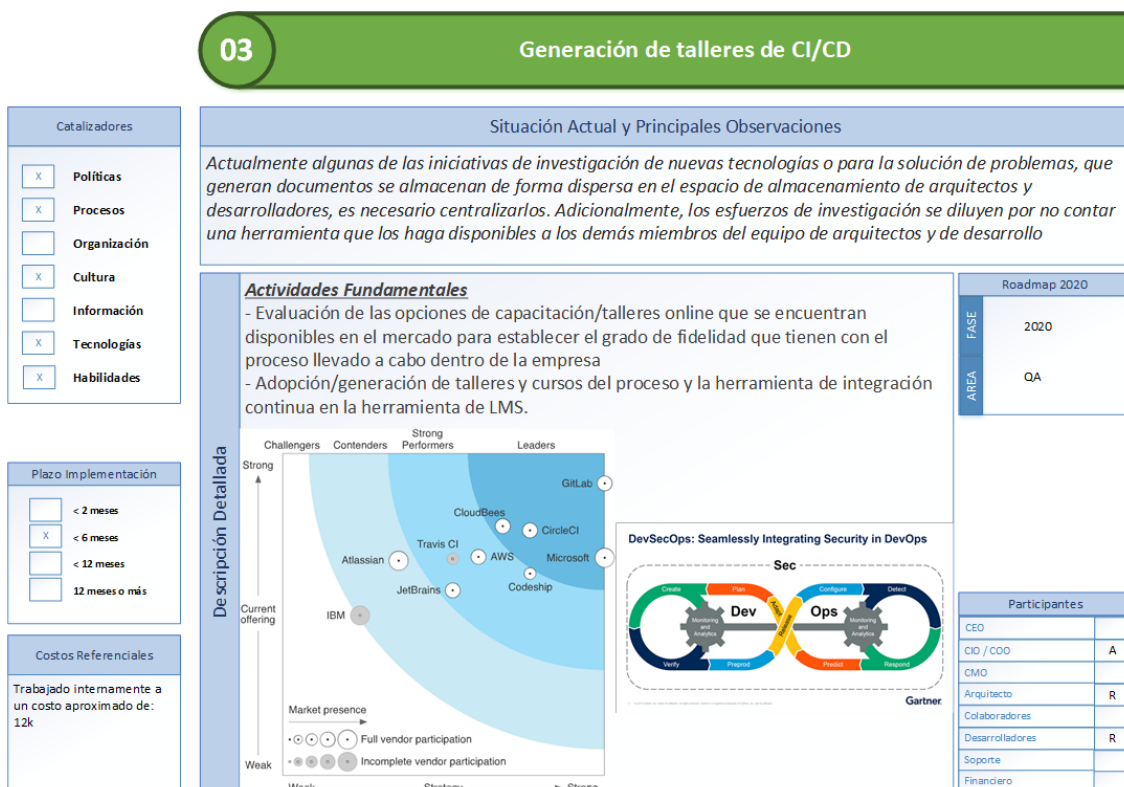 03
Generación de talleres de CI/CD
Catalizadores
X Políticas
X Procesos
Organización
X Cultura
Información
X Tecnologías
X Habilidades
Plazo Implementación
< 2 meses
X < 6 meses
< 12 meses
12 meses o más
Costos Referenciales
Trabajado internamente a
un costo aproximado de:
12k
Situación Actual y Principales Observaciones
Actualmente algunas de las iniciativas de investigación de nuevas tecnologías o para la solución de problemas, que
generan documentos se almacenan de forma dispersa en el espacio de almacenamiento de arquitectos y
desarrolladores, es necesario centralizarlos. Adicionalmente, los esfuerzos de investigación se diluyen por no contar
una herramienta que los haga disponibles a los demás miembros del equipo de arquitectos y de desarrollo
Descripción Detallada
Actividades Fundamentales
- Evaluación de las opciones de capacitación/talleres online que se encuentran
disponibles en el mercado para establecer el grado de fidelidad que tienen con el
proceso llevado a cabo dentro de la empresa
- Adopción/generación de talleres y cursos del proceso y la herramienta de integración
continua en la herramienta de LMS.
Challengers Contenders Strong Performers Leaders
Strong
GitLab
CloudBees
CircleCI
Travis CI
AWS
Microsoft
Atlassian
Codeship
JetBrains
IBM
Current
offering
Market presence
Full vendor participation
Incomplete vendor participation
Weak
Weak Strategy Strong
DevSecOps: Seamlessly Integrating Security in DevOps
Sec
Create Plan Configure Detect
Adapt
Release
Dev Ops
Monitoring
and
Analytics
Monitoring
and
Analytics
Verify Preprod Predict Respond
Gartner
Roadmap 2020
FASE 2020
AREA QA
Participantes
CEO
CIO / COO A
CMO
Arquitecto R
Colaboradores
Desarrolladores R
Soporte
Financiero